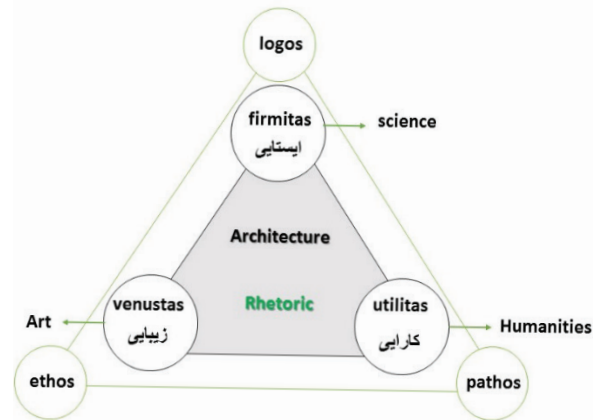 logos
firmitas
ایستایی
science
Architecture
Rhetoric
venustas
زیبایی
utilitas
کارایی
Art
Humanities
ethos
pathos